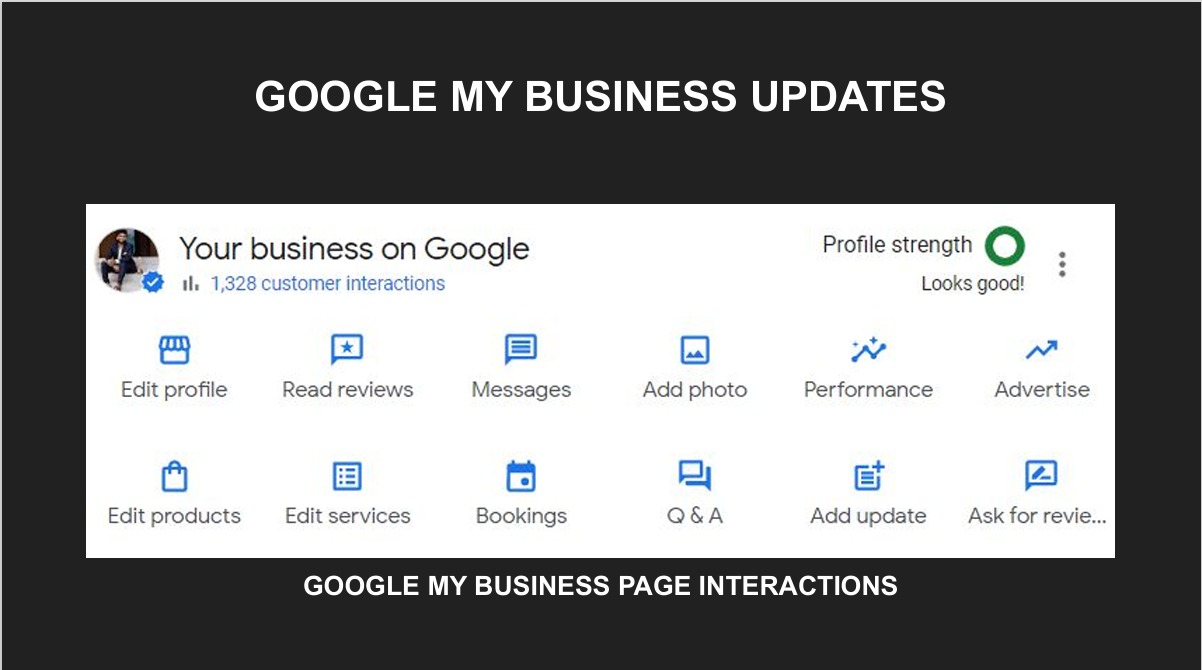 GOOGLE MY BUSINESS UPDATES
Your business on Google
1,328 customer interactions
Profile strength
Looks good!
Edit profile
Read reviews
Messages
Add photo
Performance
Advertise
Edit products
Edit services
Bookings
Q & A
Add update
Ask for revie...
GOOGLE MY BUSINESS PAGE INTERACTIONS